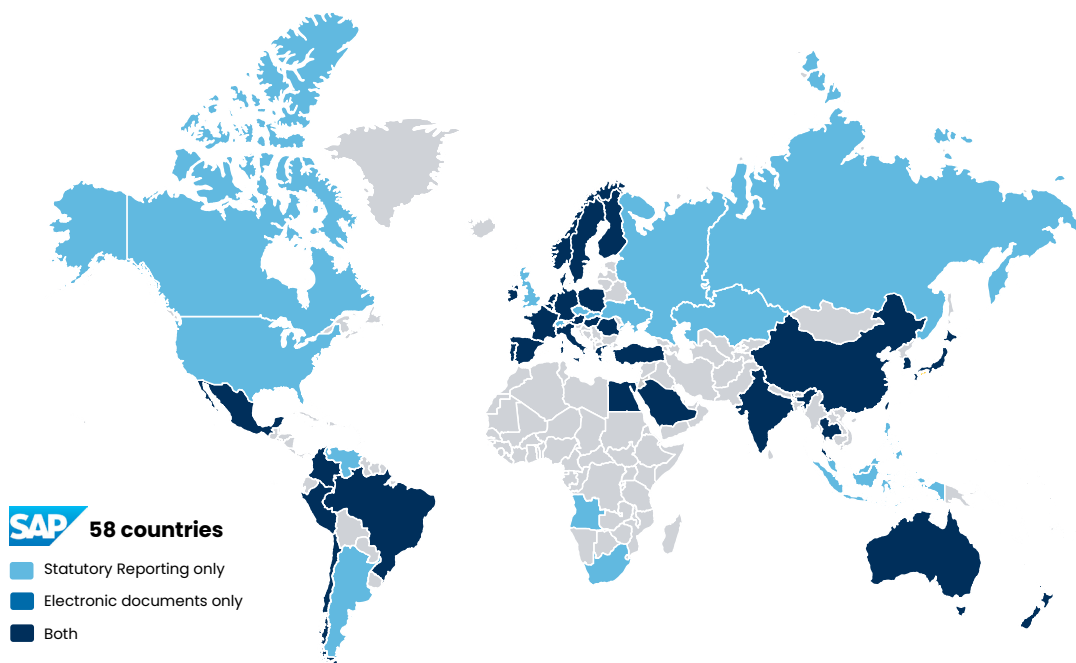 SAP 58 countries
Statutory Reporting only
Electronic documents only
Both